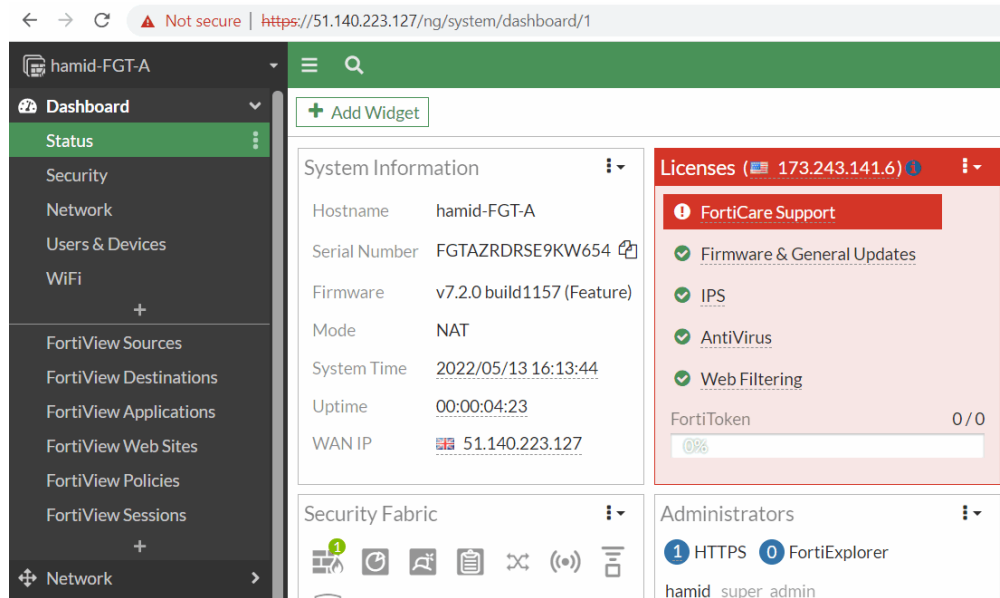 Not secure | https://51.140.223.127/ng/system/dashboard/1
hamid-FGT-A
Dashboard
Status
Security
Network
Users & Devices
WiFi
+
FortiView Sources
FortiView Destinations
FortiView Applications
FortiView Web Sites
FortiView Policies
FortiView Sessions
+
Network
+ Add Widget
System Information
Hostname hamid-FGT-A
Serial Number FGTAZRDRSE9KW654
Firmware v7.2.0 build1157 (Feature)
Mode NAT
System Time 2022/05/13 16:13:44
Uptime 00:00:04:23
WAN IP 51.140.223.127
Licenses (173.243.141.6)
FortiCare Support
Firmware & General Updates
IPS
AntiVirus
Web Filtering
FortiToken 0/0
0%
Security Fabric
1
Administrators
1 HTTPS 0 FortiExplorer
hamid super_admin